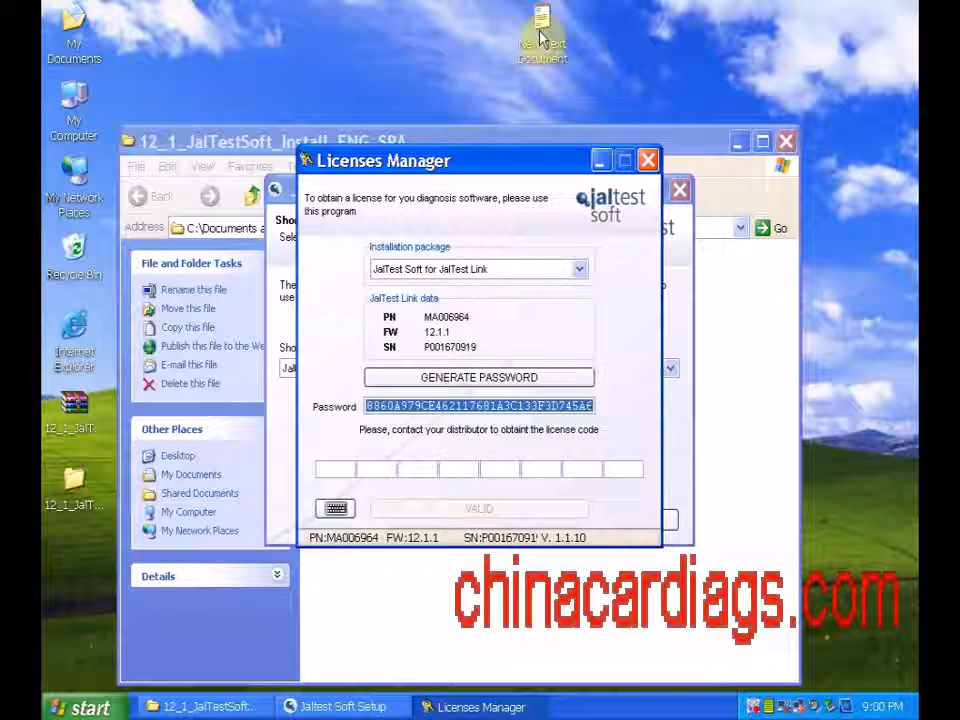 My Documents
New Text Document
My Computer
My Network Places
Recycle Bin
Internet Explorer
12_1_JalT...
12_1_JalT...
12_1_JalTestSoft_Install_ENG_SPA
File Edit View Favorites
Back
Address C:\Documents a
Go
File and Folder Tasks
Rename this file
Move this file
Copy this file
Publish this file to the We
E-mail this file
Delete this file
Other Places
Desktop
My Documents
Shared Documents
My Computer
My Network Places
Details
Licenses Manager
To obtain a license for you diagnosis software, please use
this program
jaltest
soft
Installation package
JalTest Soft for JalTest Link
JalTest Link data
PN MA006964
FW 12.1.1
SN P001670919
GENERATE PASSWORD
Password 8860A979CE462117681A3C133F3D745A6
Please, contact your distributor to obtaint the license code
VALID
PN:MA006964 FW:12.1.1 SN:P00167091 V. 1.1.10
chinacardiags.com
start
12_1_JalTestSoft...
Jaltest Soft Setup
Licenses Manager
9:00 PM